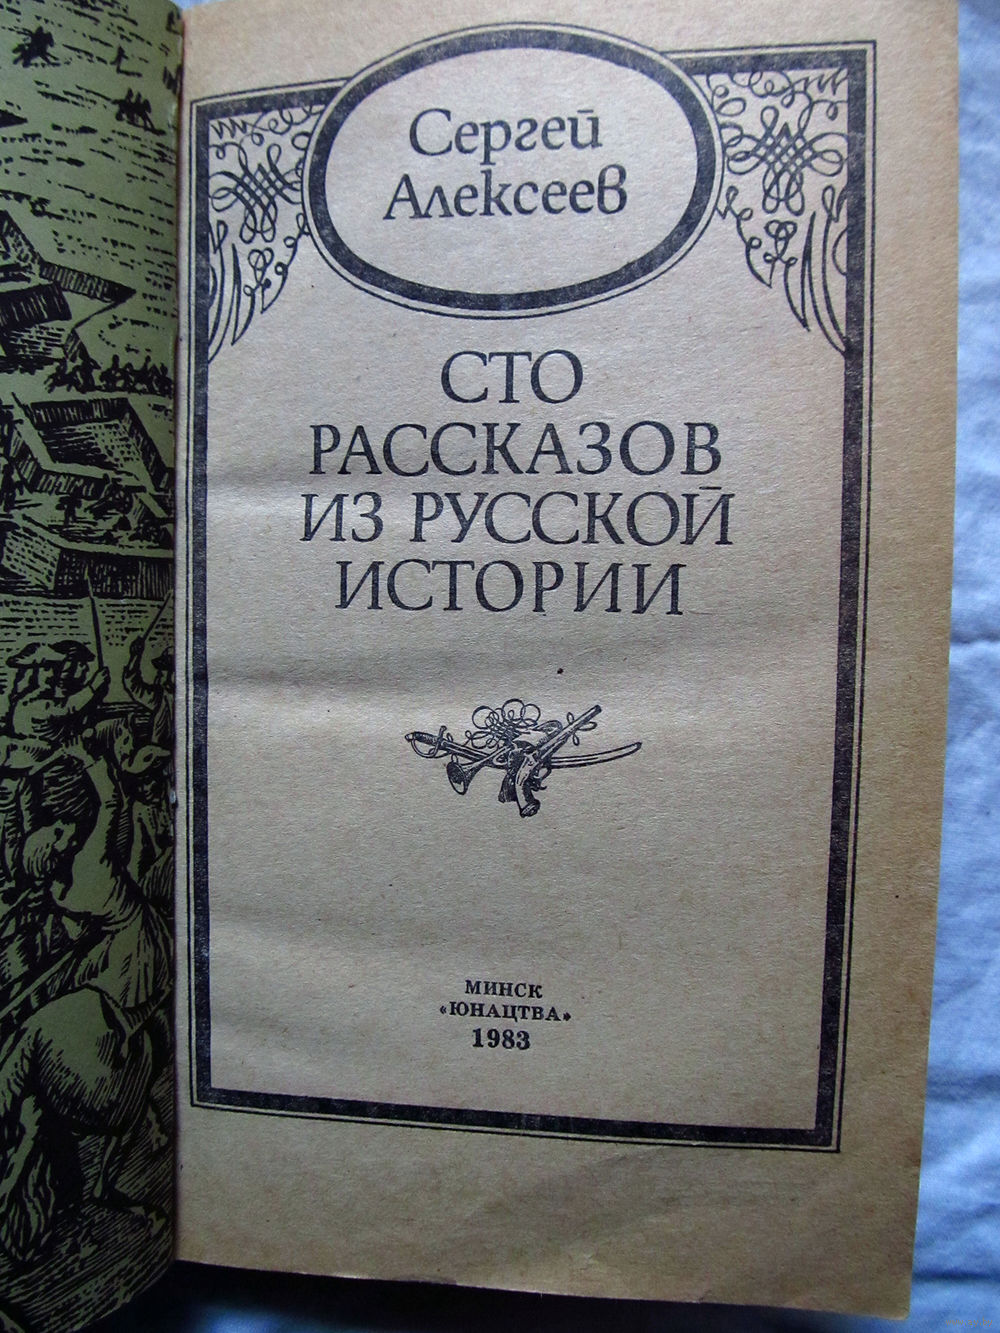 Сергей
Алексеев
СТО
РАССКАЗОВ
ИЗ РУССКОЙ
ИСТОРИИ
МИНСК
«ЮНАЦТВА»
1983